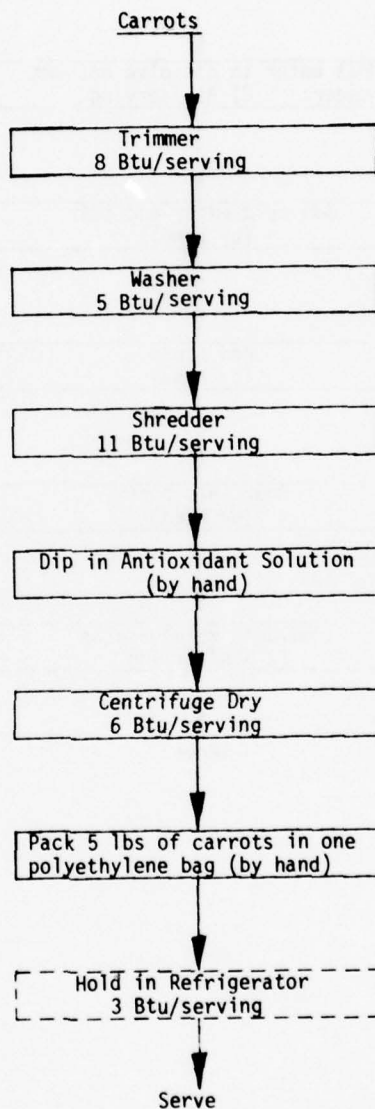 Carrots
Trimmer
8 Btu/serving
Washer
5 Btu/serving
Shredder
11 Btu/serving
Dip in Antioxidant Solution
(by hand)
Centrifuge Dry
6 Btu/serving
Pack 5 lbs of carrots in one
polyethylene bag (by hand)
Hold in Refrigerator
3 Btu/serving
Serve